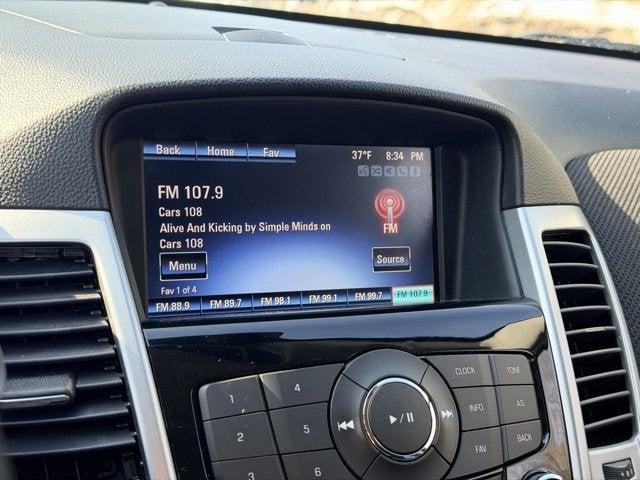 Back Home Fav 37°F 8:34 PM
FM 107.9
Cars 108
Alive And Kicking by Simple Minds on
Cars 108
FM
Menu Source
Fav 1 of 4
FM 88.9 FM 89.7 FM 98.1 FM 99.1 FM 99.7 FM 107.9
1 4 CLOCK TONE
2 5 INFO AS
3 6 FAV BACK